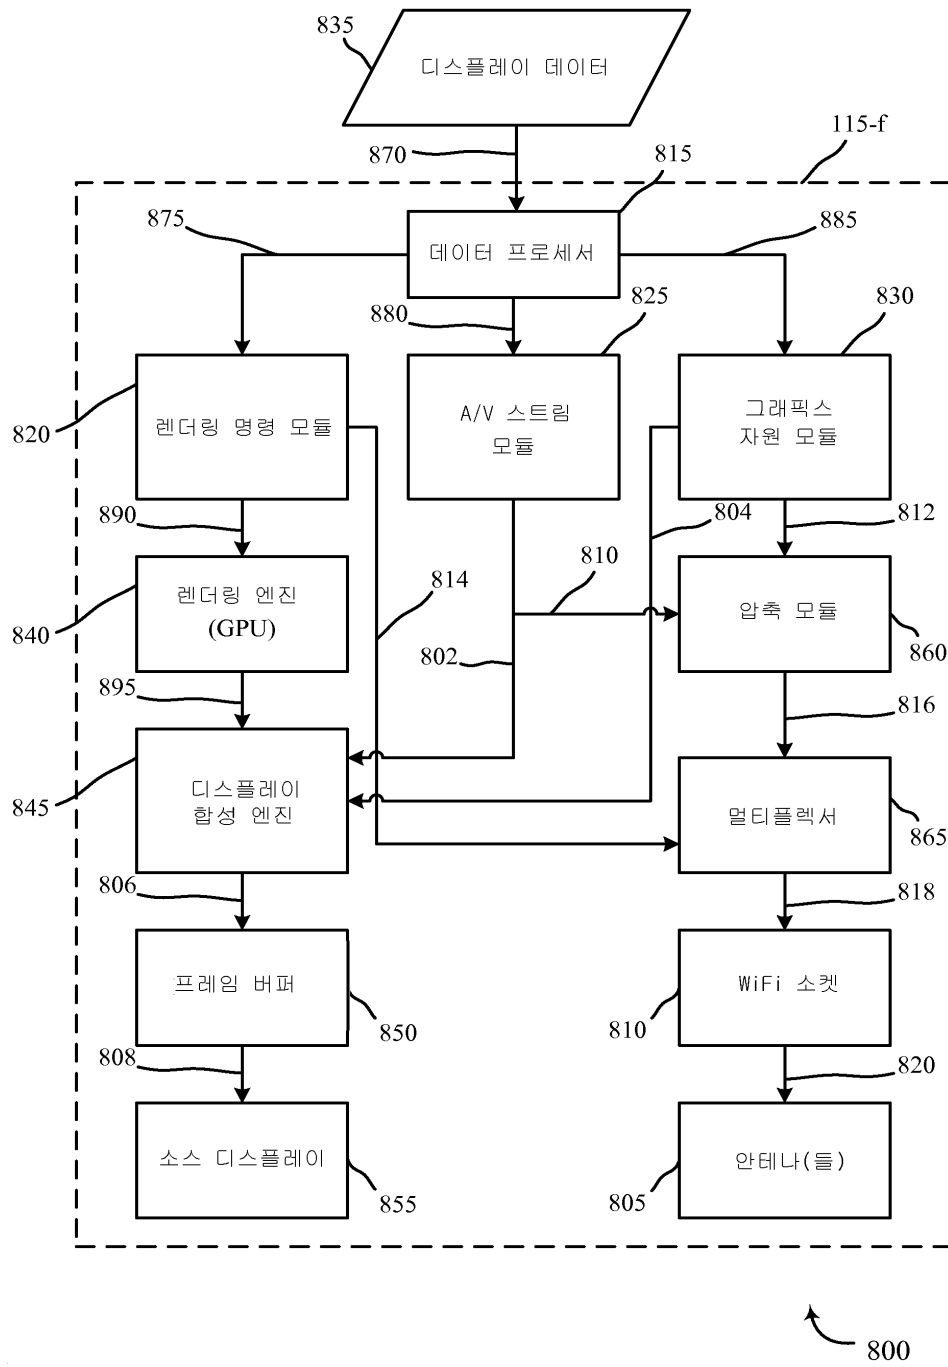 835
디스플레이 데이터
870
815
115-f
875
데이터 프로세서
885
880
825
830
820
렌더링 명령 모듈
A/V 스트림
모듈
그래픽스
자원 모듈
890
804
812
814
810
840
렌더링 엔진
(GPU)
압축 모듈
860
802
895
816
845
디스플레이
합성 엔진
멀티플렉서
865
806
818
프레임 버퍼
850
WiFi 소켓
810
808
820
소스 디스플레이
855
안테나(들)
805
800